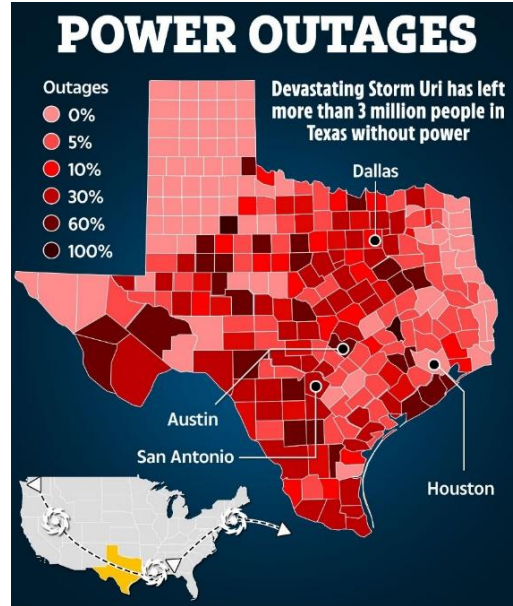 POWER OUTAGES
Outages
0%
5%
10%
30%
60%
100%
Devastating Storm Uri has left
more than 3 million people in
Texas without power
Dallas
Austin
San Antonio
Houston